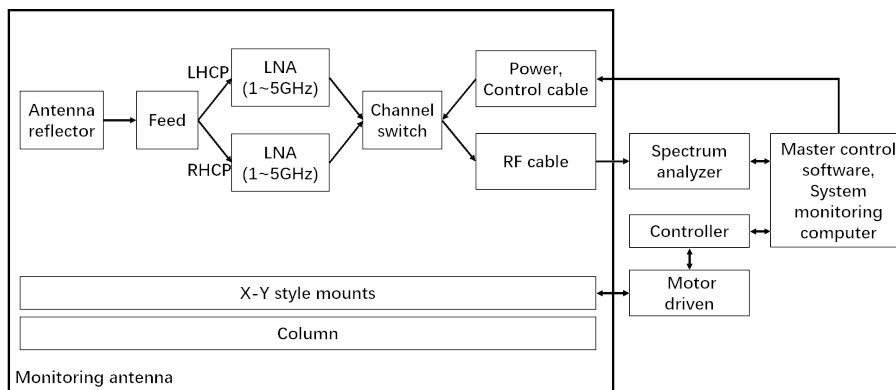 LHCP
LNA
(1~5GHz)
Power,
Control cable
Antenna
reflector
Feed
Channel
switch
RHCP
LNA
(1~5GHz)
RF cable
Spectrum
analyzer
Master control
software,
System
monitoring
computer
Controller
X-Y style mounts
Motor
driven
Column
Monitoring antenna